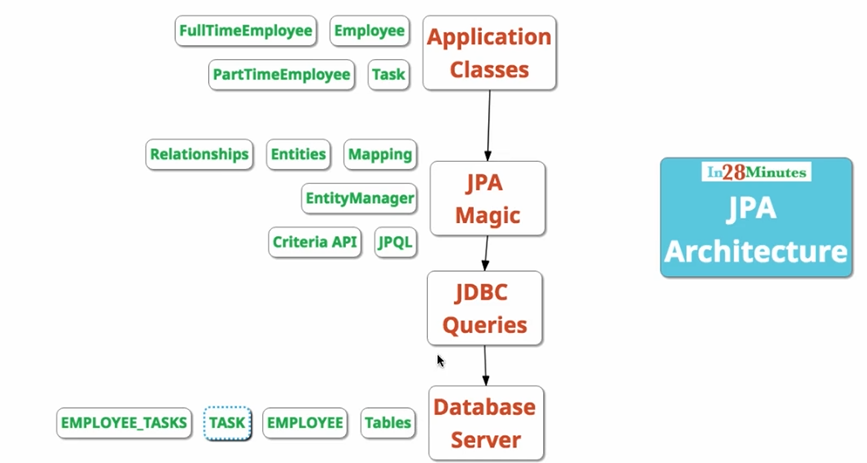 FullTimeEmployee
Employee
Application
Classes
PartTimeEmployee
Task
Relationships
Entities
Mapping
JPA
Magic
EntityManager
Criteria API
JPQL
In28Minutes
JPA
Architecture
JDBC
Queries
EMPLOYEE_TASKS
TASK
EMPLOYEE
Tables
Database
Server